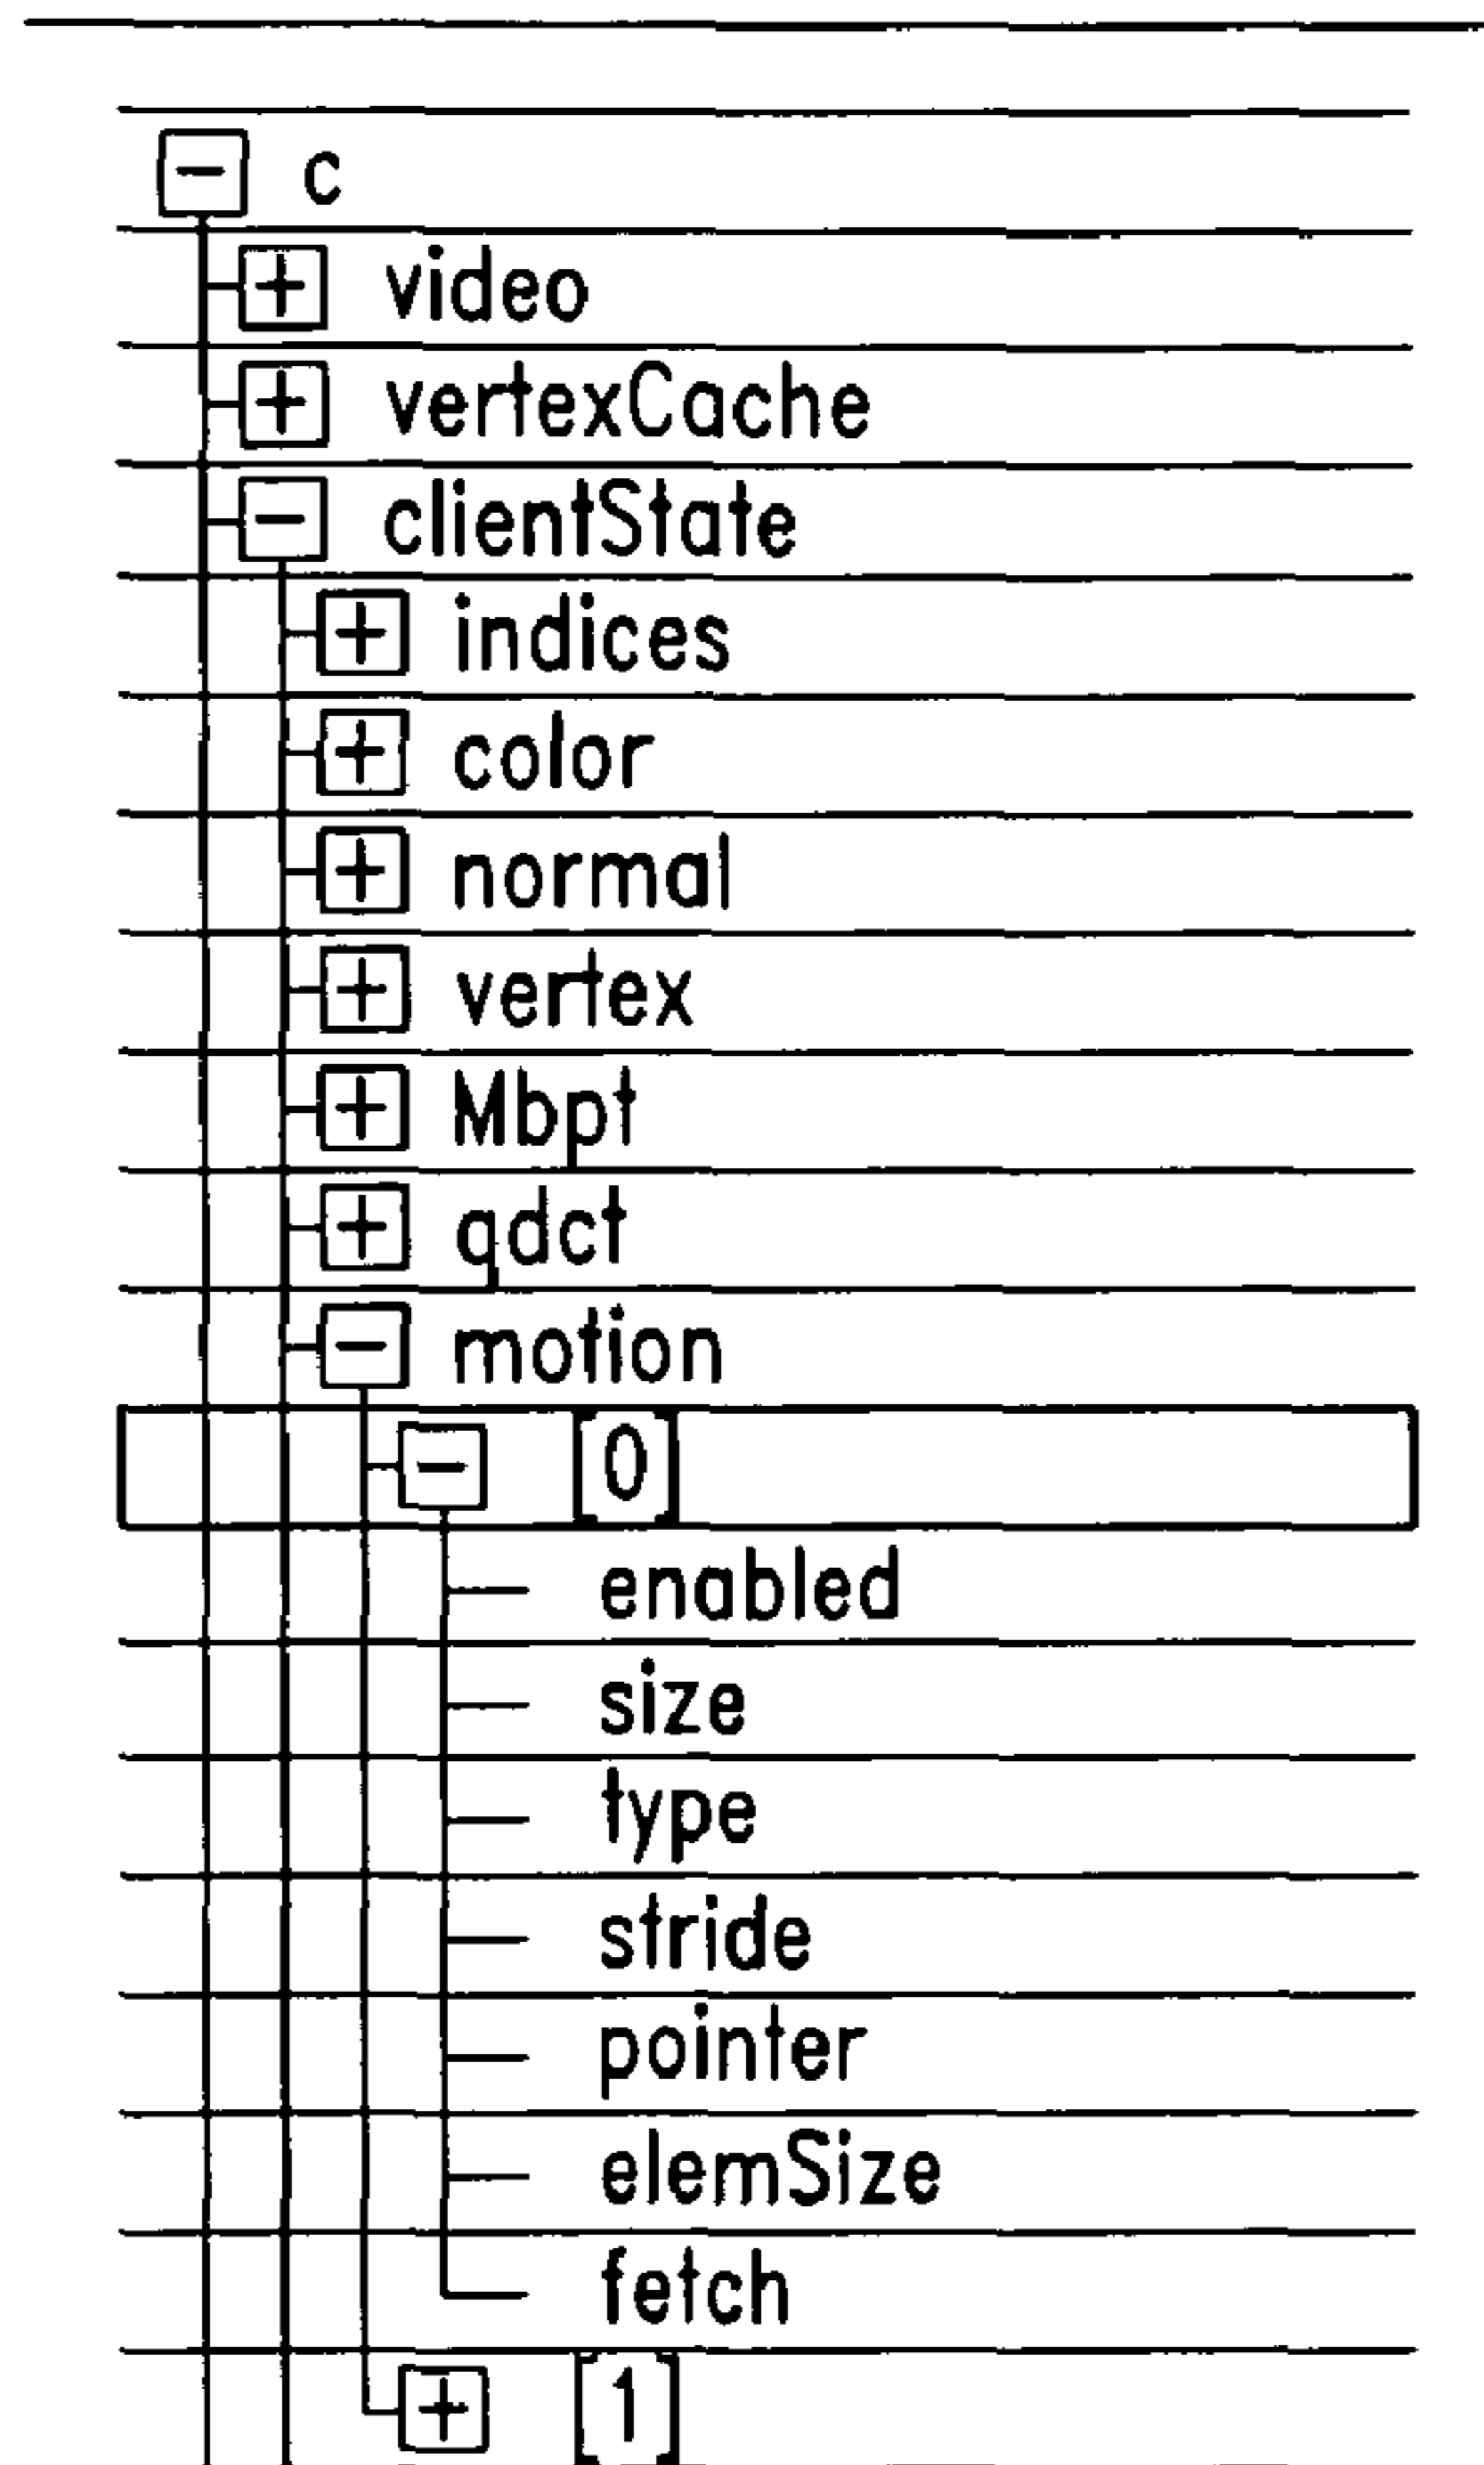 c
video
vertexCache
clientState
indices
color
normal
vertex
Mbpt
qdct
motion
[0]
enabled
size
type
stride
pointer
elemSize
fetch
[1]